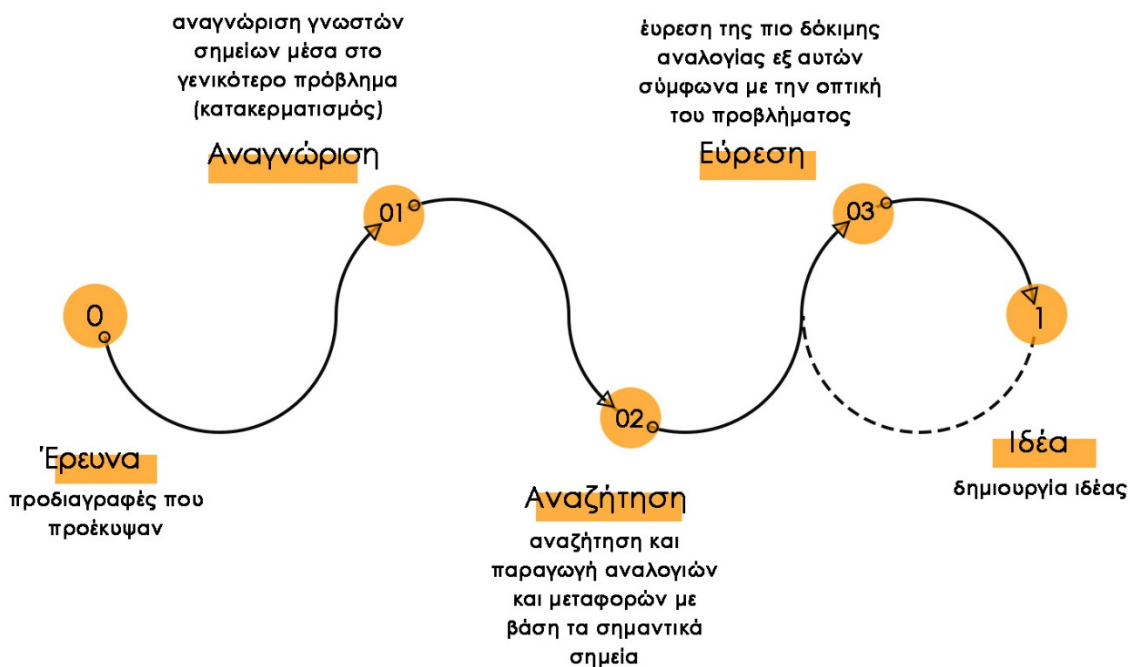 αναγνώριση γνωστών
σημείων μέσα στο
γενικότερο πρόβλημα
(κατακερματισμός)
Αναγνώριση
01
έυρεση της πιο δόκιμης
αναλογίας εξ αυτών
σύμφωνα με την οπτική
του προβλήματος
Εύρεση
03
0
Έρευνα
προδιαγραφές που
προέκυψαν
02
Αναζήτηση
αναζήτηση και
παραγωγή αναλογιών
και μεταφορών με
βάση τα σημαντικά
σημεία
1
Ιδέα
δημιουργία ιδέας